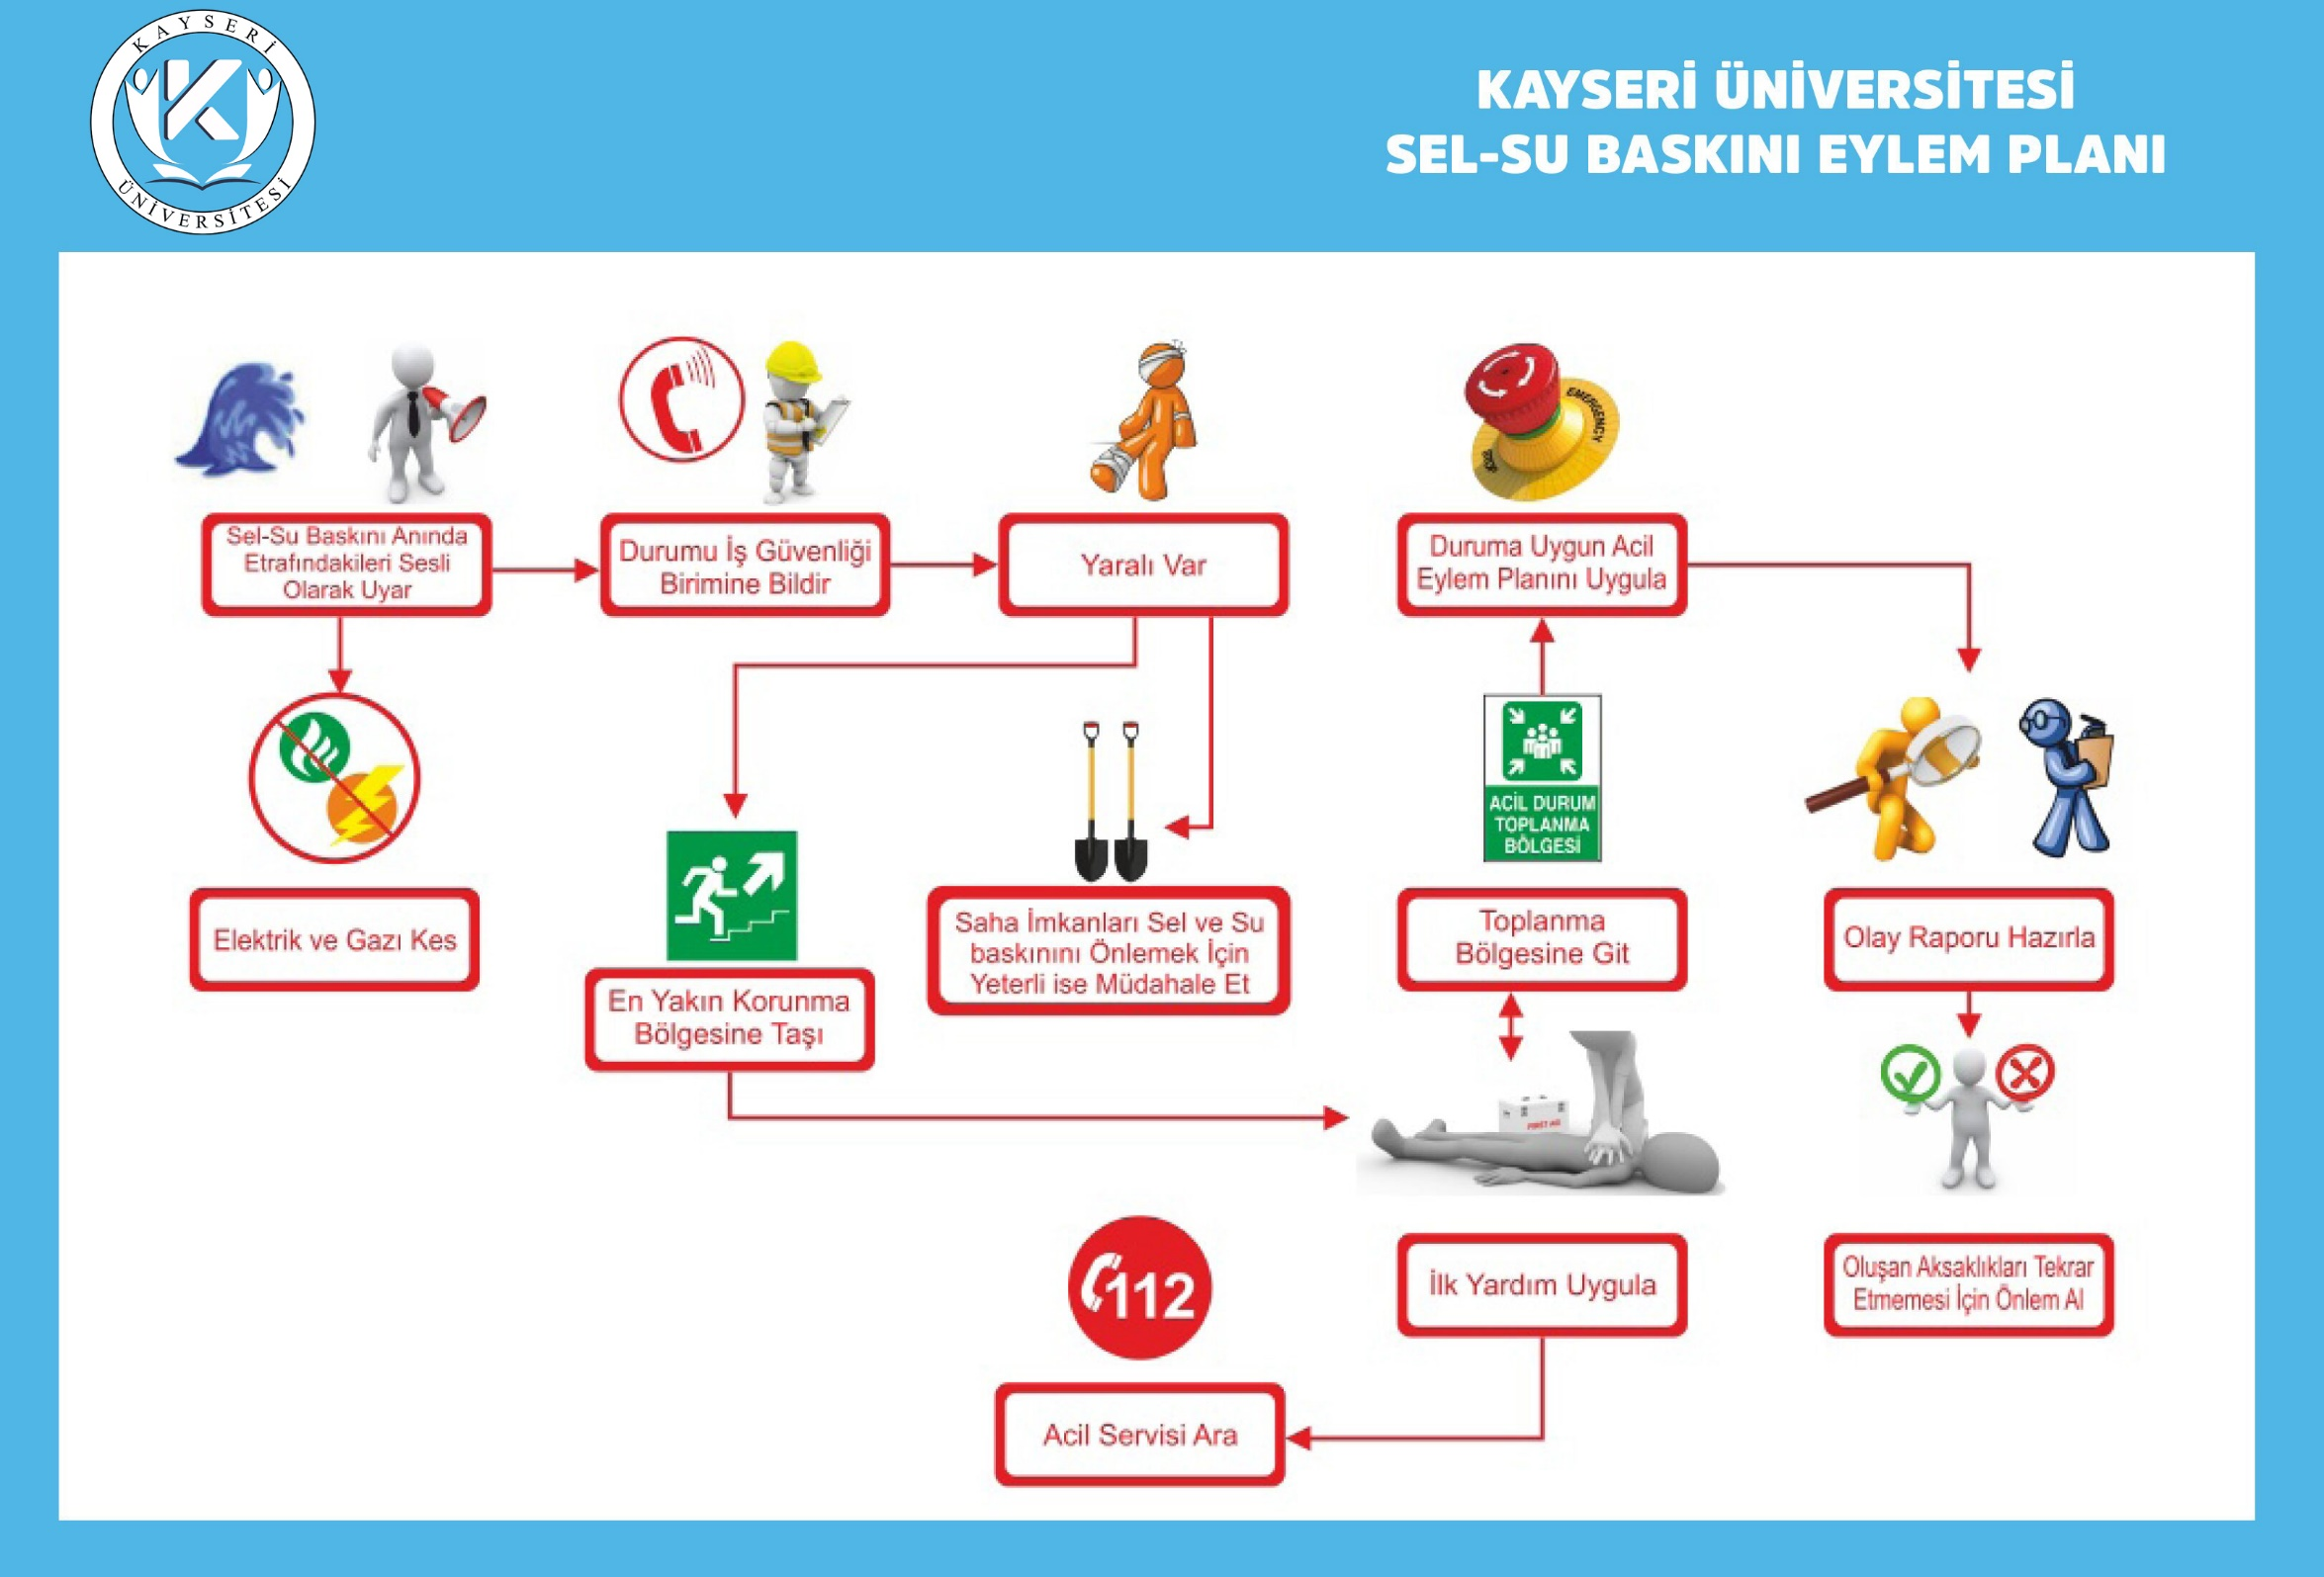 KAYSERİ
ÜNİVERSİTESİ
KAYSERİ ÜNİVERSİTESİ
SEL-SU BASKINI EYLEM PLANI
Sel-Su Baskını Anında
Etrafındakileri Sesli
Olarak Uyar
Durumu İş Güvenliği
Birimine Bildir
Yaralı Var
EMERGENCY
STOP
Duruma Uygun Acil
Eylem Planını Uygula
Elektrik ve Gazı Kes
En Yakın Korunma
Bölgesine Taşı
Saha İmkanları Sel ve Su
baskınını Önlemek İçin
Yeterli ise Müdahale Et
ACİL DURUM
TOPLANMA
BÖLGESİ
Toplanma
Bölgesine Git
Olay Raporu Hazırla
FIRST AID
112
Acil Servisi Ara
İlk Yardım Uygula
Oluşan Aksaklıkları Tekrar
Etmemesi İçin Önlem Al